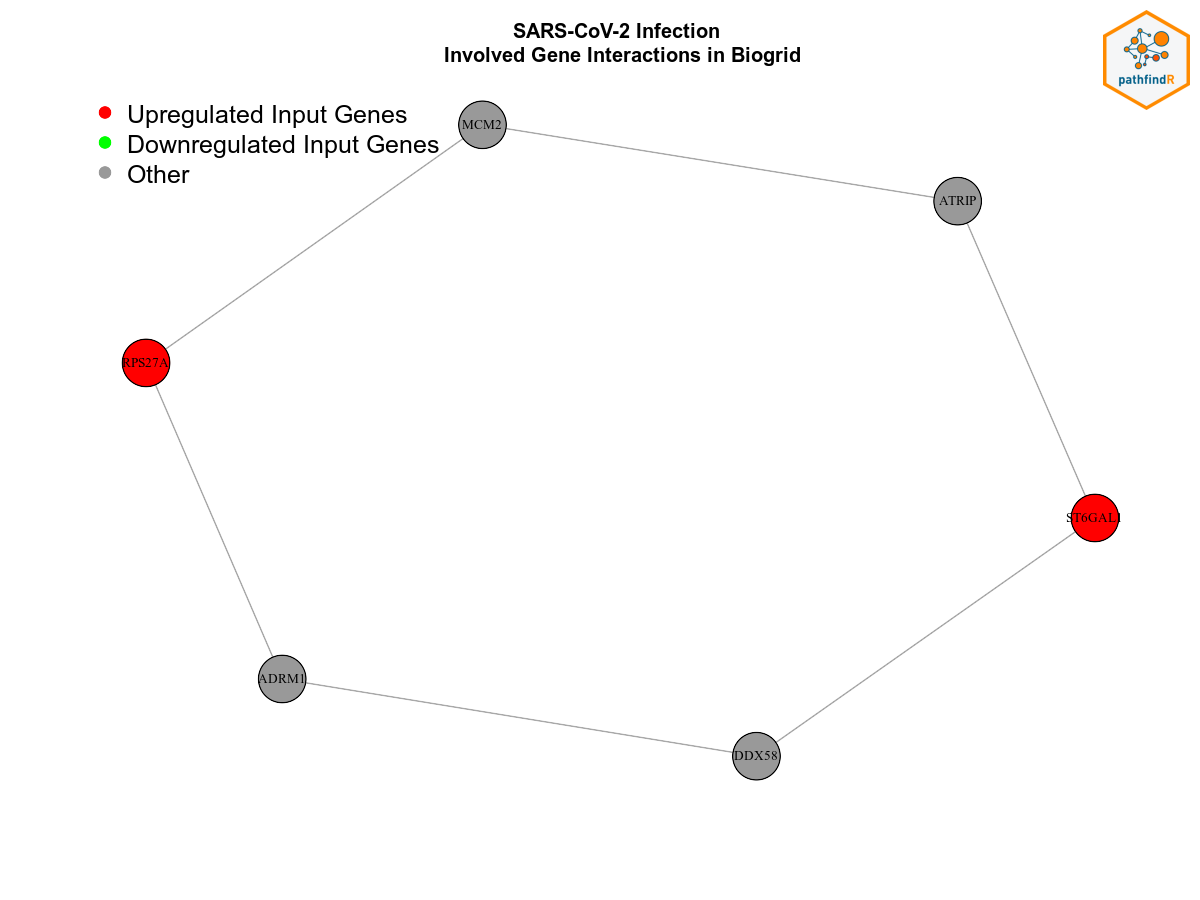 SARS-CoV-2 Infection
Involved Gene Interactions in Biogrid
pathfindR
Upregulated Input Genes
Downregulated Input Genes
Other
MCM2
ATRIP
RPS27A
ST6GAL1
ADRM1
DDX58